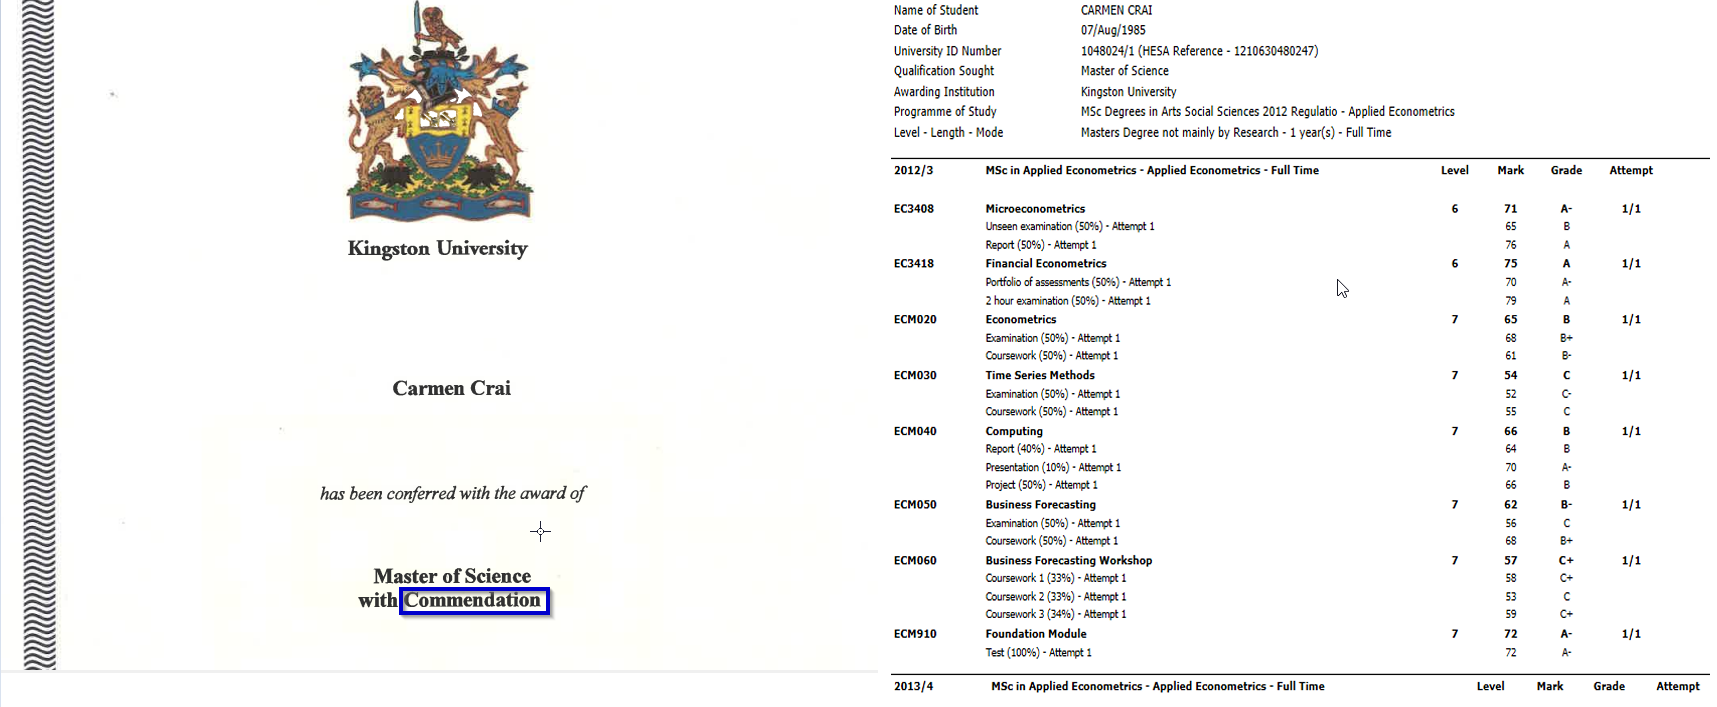 Kingston University
Carmen Crai
has been conferred with the award of
Master of Science
with Commendation
Name of Student CARMEN CRAI
Date of Birth 07/Aug/1985
University ID Number 1048024/1 (HESA Reference - 1210630480247)
Qualification Sought Master of Science
Awarding Institution Kingston University
Programme of Study MSc Degrees in Arts Social Sciences 2012 Regulatio - Applied Econometrics
Level - Length - Mode Masters Degree not mainly by Research - 1 year(s) - Full Time
2012/3 MSc in Applied Econometrics - Applied Econometrics - Full Time Level Mark Grade Attempt
EC3408 Microeconometrics 6 71 A- 1/1
Unseen examination (50%) - Attempt 1 65 B
Report (50%) - Attempt 1 76 A
EC3418 Financial Econometrics 6 75 A 1/1
Portfolio of assessments (50%) - Attempt 1 70 A-
2 hour examination (50%) - Attempt 1 79 A
ECM020 Econometrics 7 65 B 1/1
Examination (50%) - Attempt 1 68 B+
Coursework (50%) - Attempt 1 61 B-
ECM030 Time Series Methods 7 54 C 1/1
Examination (50%) - Attempt 1 52 C-
Coursework (50%) - Attempt 1 55 C
ECM040 Computing 7 66 B 1/1
Report (40%) - Attempt 1 64 B
Presentation (10%) - Attempt 1 70 A-
Project (50%) - Attempt 1 66 B
ECM050 Business Forecasting 7 62 B- 1/1
Examination (50%) - Attempt 1 56 C
Coursework (50%) - Attempt 1 68 B+
ECM060 Business Forecasting Workshop 7 57 C+ 1/1
Coursework 1 (33%) - Attempt 1 58 C+
Coursework 2 (33%) - Attempt 1 53 C
Coursework 3 (34%) - Attempt 1 59 C+
ECM910 Foundation Module 7 72 A- 1/1
Test (100%) - Attempt 1 72 A-
2013/4 MSc in Applied Econometrics - Applied Econometrics - Full Time Level Mark Grade Attempt